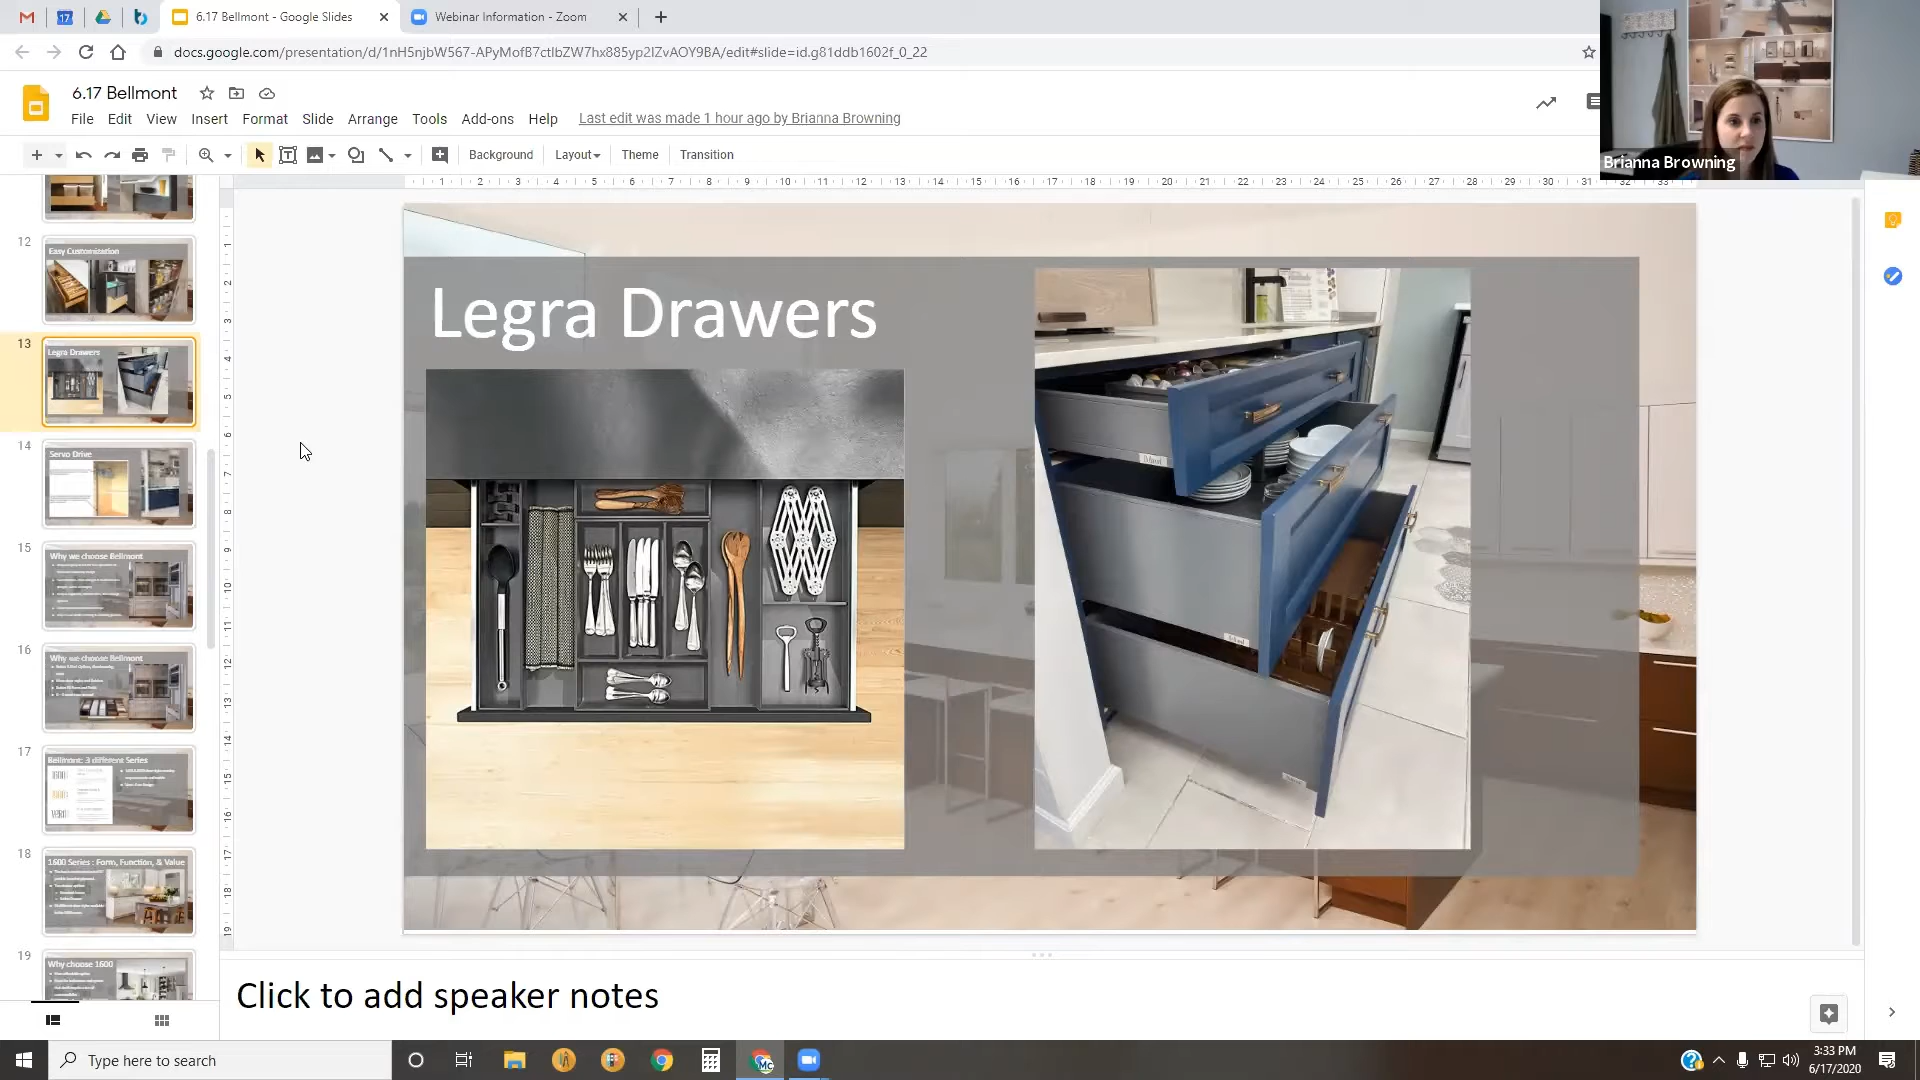 6.17 Bellmont - Google Slides
Webinar Information - Zoom
docs.google.com/presentation/d/1nH5njbW567-APyMofB7ctlbZW7hx885yp2IZvAOY9BA/edit#slide=id.g81ddb1602f_0_22
6.17 Bellmont
File Edit View Insert Format Slide Arrange Tools Add-ons Help Last edit was made 1 hour ago by Brianna Browning
Background Layout Theme Transition
Brianna Browning
12
Easy Customization
13
Legra Drawers
14
Servo Drive
15
Why we choose Bellmont
16
Why we choose Bellmont
17
Bellmont: 3 different Series
18
1600 Series : Form, Function, & Value
19
Why choose 1600
Legra Drawers
Click to add speaker notes
Type here to search
3:33 PM
6/17/2020